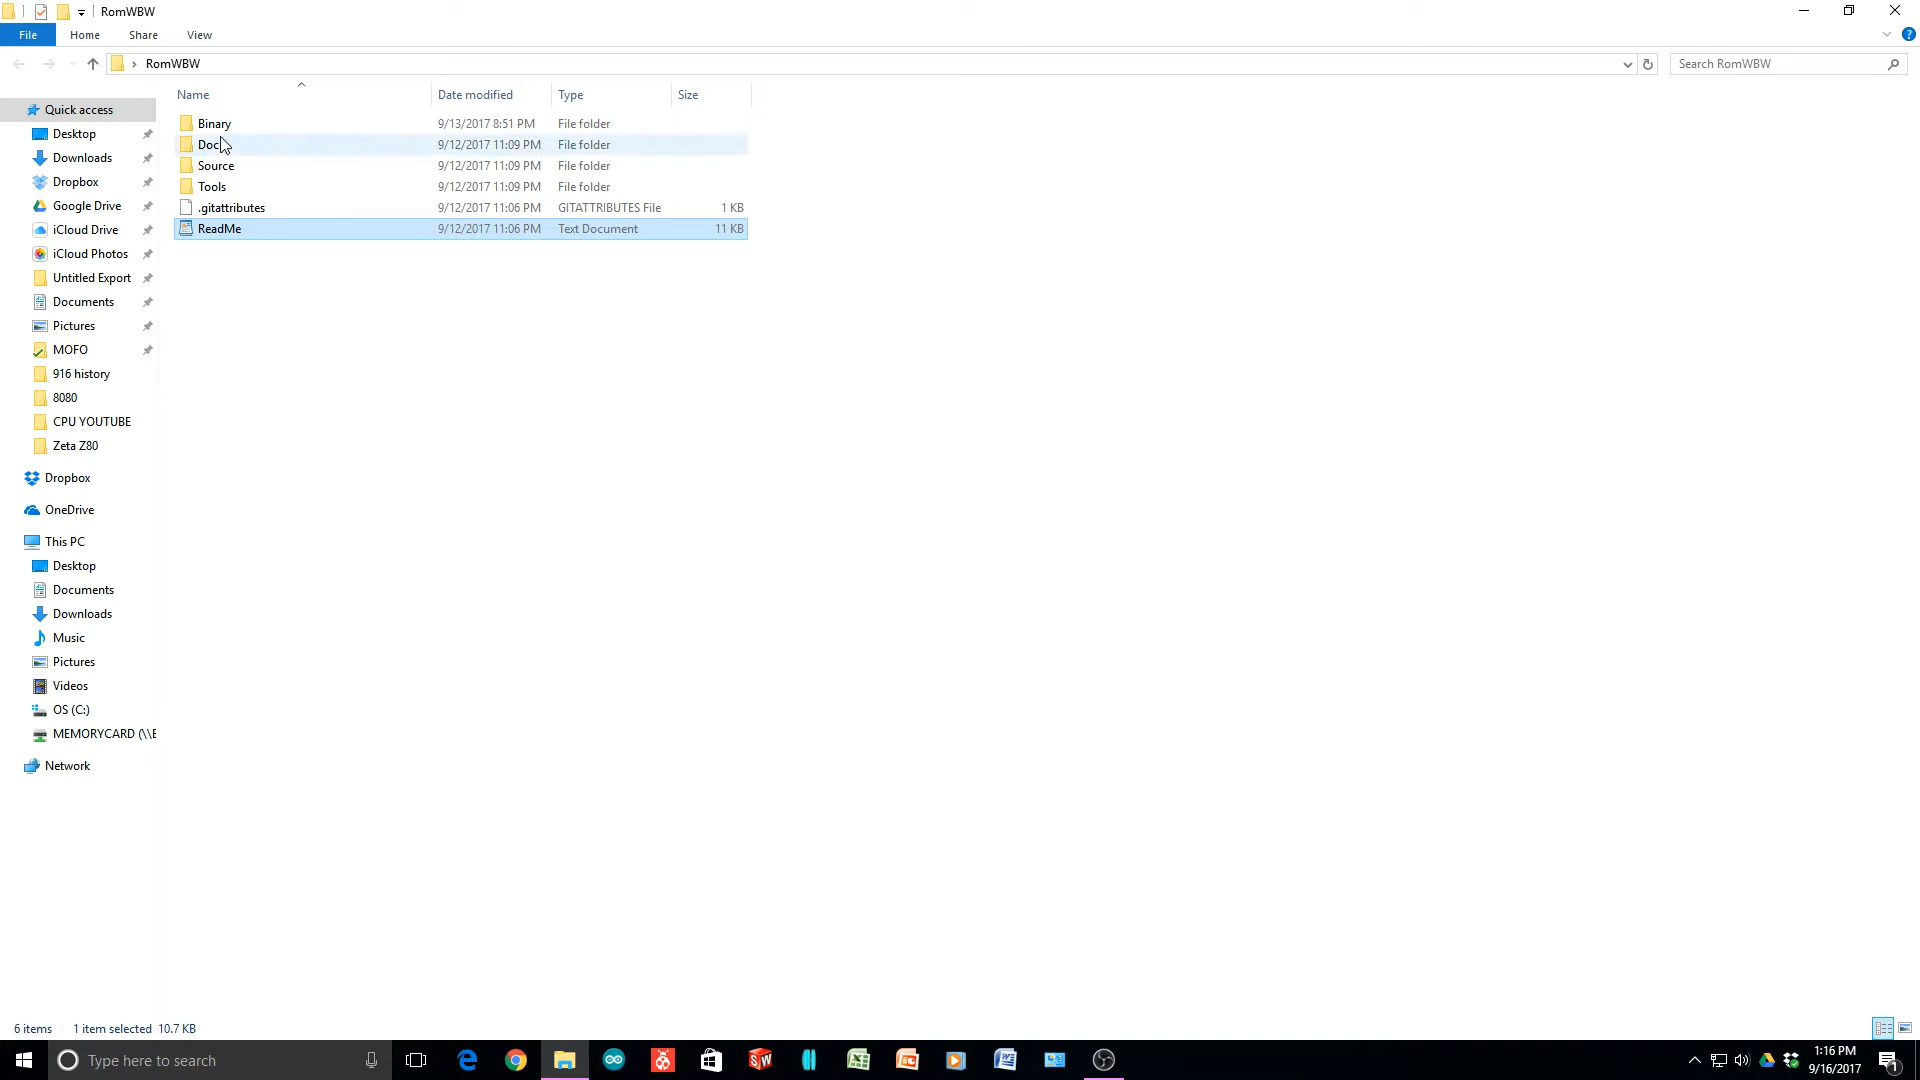 RomWBW
File Home Share View
RomWBW
Search RomWBW
Name Date modified Type Size
Quick access
Desktop
Downloads
Dropbox
Google Drive
iCloud Drive
iCloud Photos
Untitled Export
Documents
Pictures
MOFO
916 history
8080
CPU YOUTUBE
Zeta Z80
Dropbox
OneDrive
This PC
Desktop
Documents
Downloads
Music
Pictures
Videos
OS (C:)
MEMORYCARD (\\E
Network
Binary 9/13/2017 8:51 PM File folder
Doc 9/12/2017 11:09 PM File folder
Source 9/12/2017 11:09 PM File folder
Tools 9/12/2017 11:09 PM File folder
.gitattributes 9/12/2017 11:06 PM GITATTRIBUTES File 1 KB
ReadMe 9/12/2017 11:06 PM Text Document 11 KB
6 items 1 item selected 10.7 KB
Type here to search
1:16 PM
9/16/2017
1